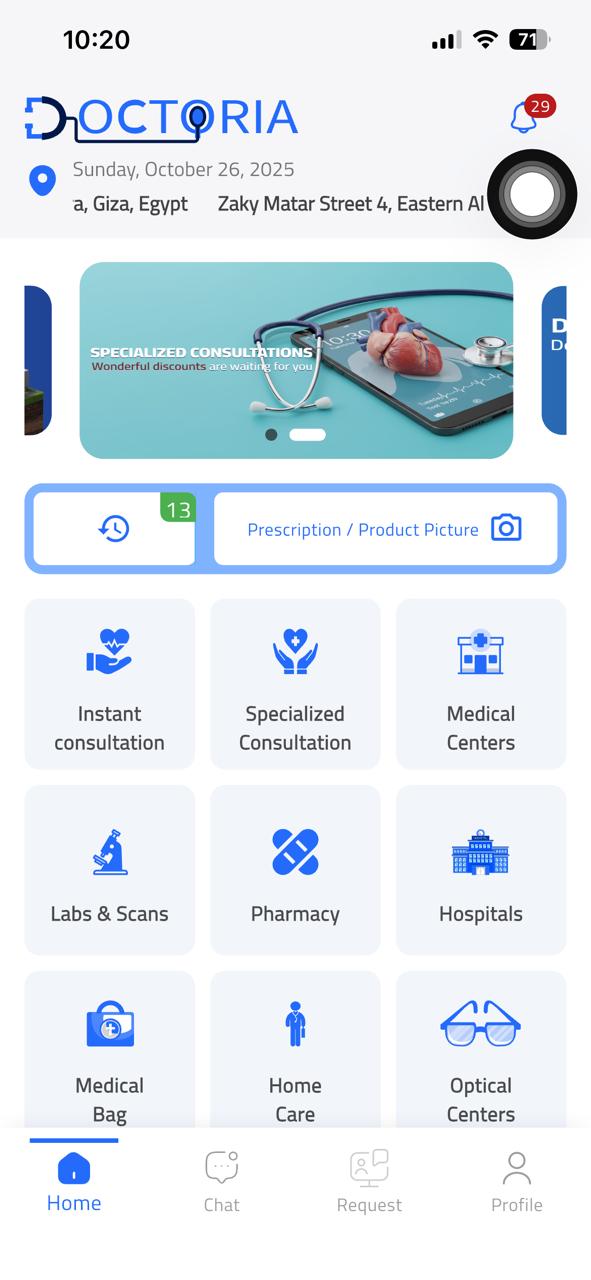 10:20
71
DOCTORIA
29
Sunday, October 26, 2025
a, Giza, Egypt Zaky Matar Street 4, Eastern Al
SPECIALIZED CONSULTATIONS
Wonderful discounts are waiting for you
13
Prescription / Product Picture
Instant
consultation
Specialized
Consultation
Medical
Centers
Labs & Scans
Pharmacy
Hospitals
Medical
Bag
Home
Care
Optical
Centers
Home
Chat
Request
Profile